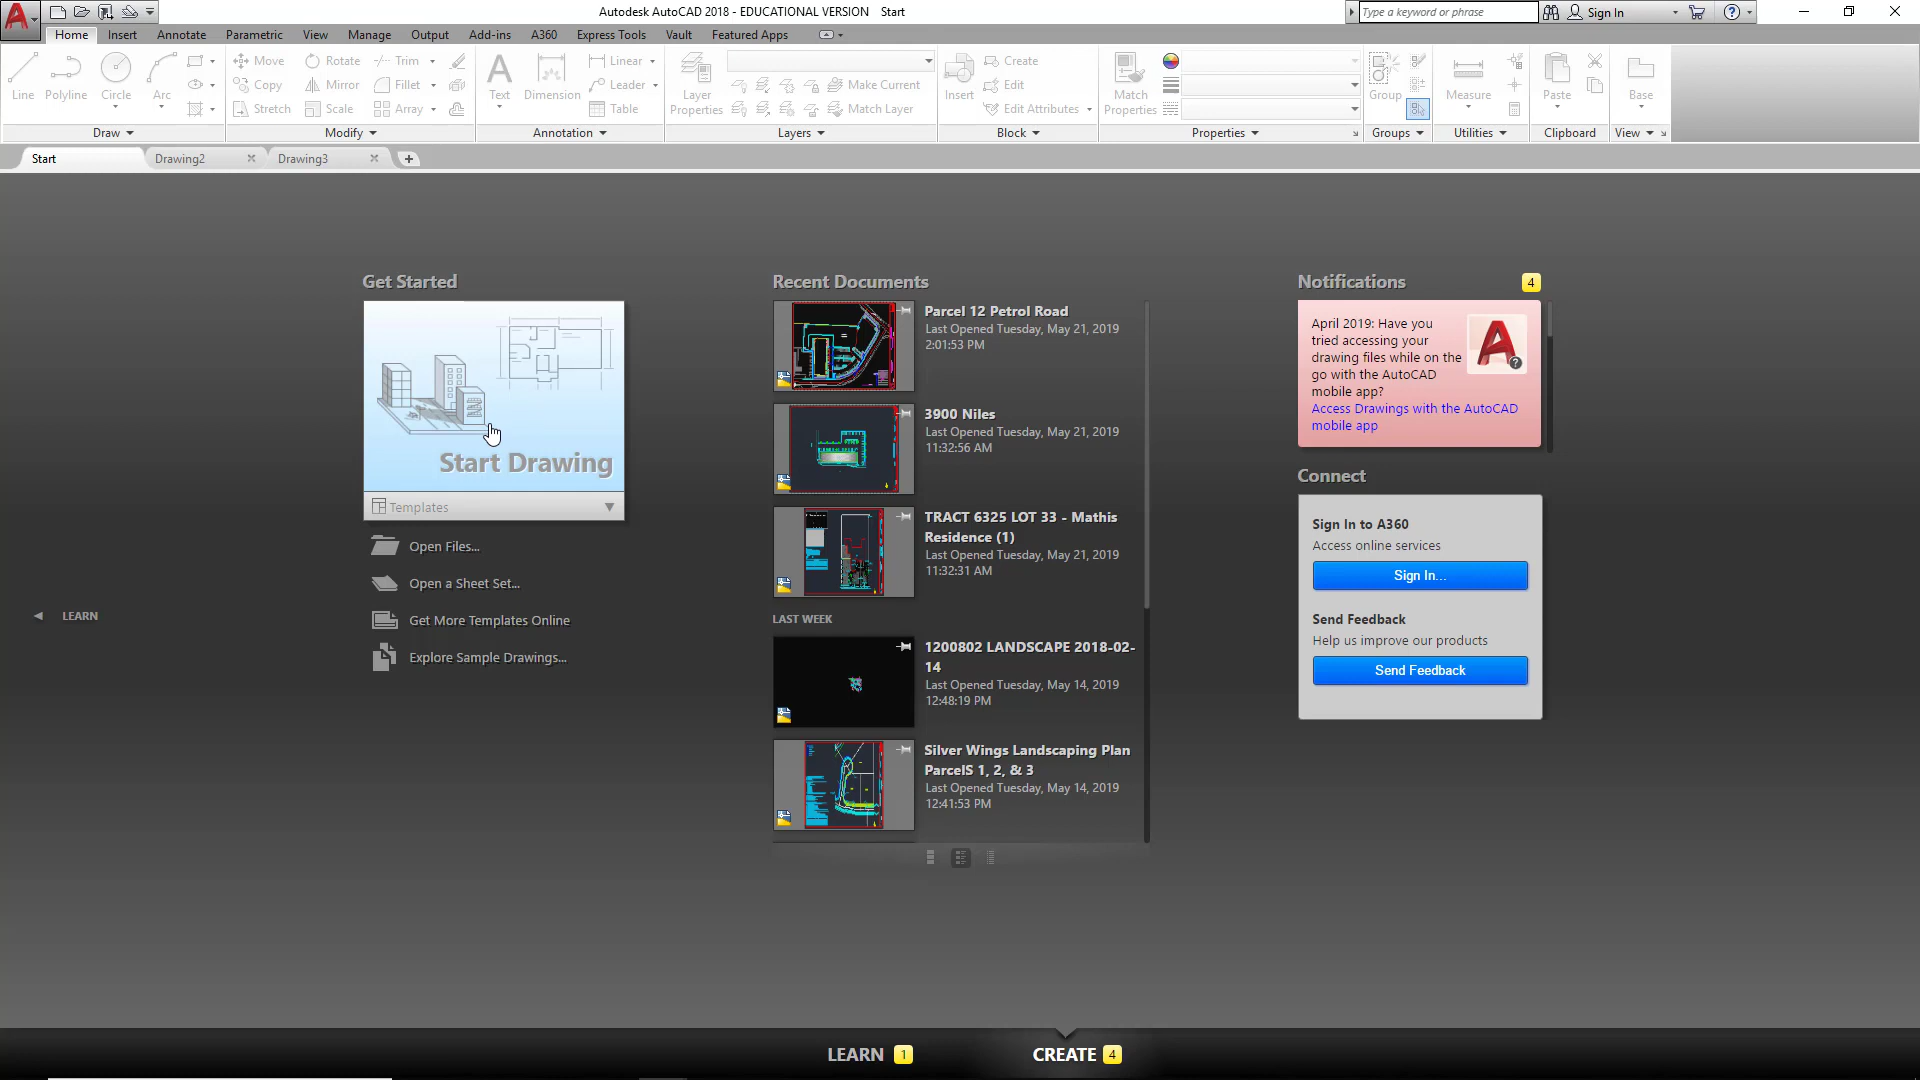 Autodesk AutoCAD 2018 - EDUCATIONAL VERSION    Start
Type a keyword or phrase
Sign In
Home Insert Annotate Parametric View Manage Output Add-ins A360 Express Tools Vault Featured Apps
Line Polyline Circle Arc
Move Rotate Trim
Copy Mirror Fillet
Stretch Scale Array
Text Dimension
Linear
Leader
Table
Layer
Properties
Make Current
Match Layer
Insert
Create
Edit
Edit Attributes
Match
Properties
Group
Measure
Paste
Base
Draw Modify Annotation Layers Block Properties Groups Utilities Clipboard View
Start Drawing2 Drawing3
Get Started
Start Drawing
Templates
Open Files...
Open a Sheet Set...
Get More Templates Online
Explore Sample Drawings...
LEARN
Recent Documents
Parcel 12 Petrol Road
Last Opened Tuesday, May 21, 2019
2:01:53 PM
3900 Niles
Last Opened Tuesday, May 21, 2019
11:32:56 AM
TRACT 6325 LOT 33 - Mathis
Residence (1)
Last Opened Tuesday, May 21, 2019
11:32:31 AM
LAST WEEK
1200802 LANDSCAPE 2018-02-
14
Last Opened Tuesday, May 14, 2019
12:48:19 PM
Silver Wings Landscaping Plan
ParcelS 1, 2, & 3
Last Opened Tuesday, May 14, 2019
12:41:53 PM
Notifications 4
April 2019: Have you
tried accessing your
drawing files while on the
go with the AutoCAD
mobile app?
Access Drawings with the AutoCAD
mobile app
Connect
Sign In to A360
Access online services
Sign In...
Send Feedback
Help us improve our products
Send Feedback
LEARN 1 CREATE 4